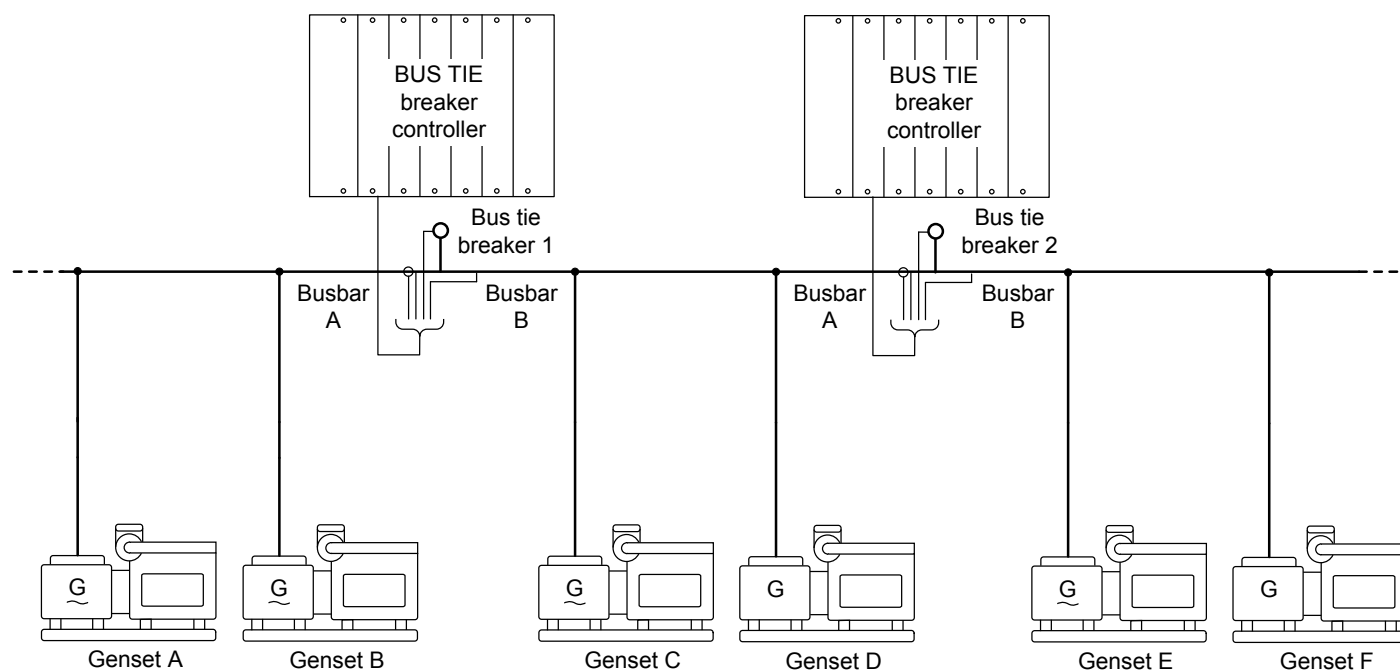 BUS TIE
breaker
controller
BUS TIE
breaker
controller
Bus tie
breaker 1
Bus tie
breaker 2
Busbar
A
Busbar
B
Busbar
A
Busbar
B
G
~
G
~
G
~
G
G
~
G
Genset A
Genset B
Genset C
Genset D
Genset E
Genset F